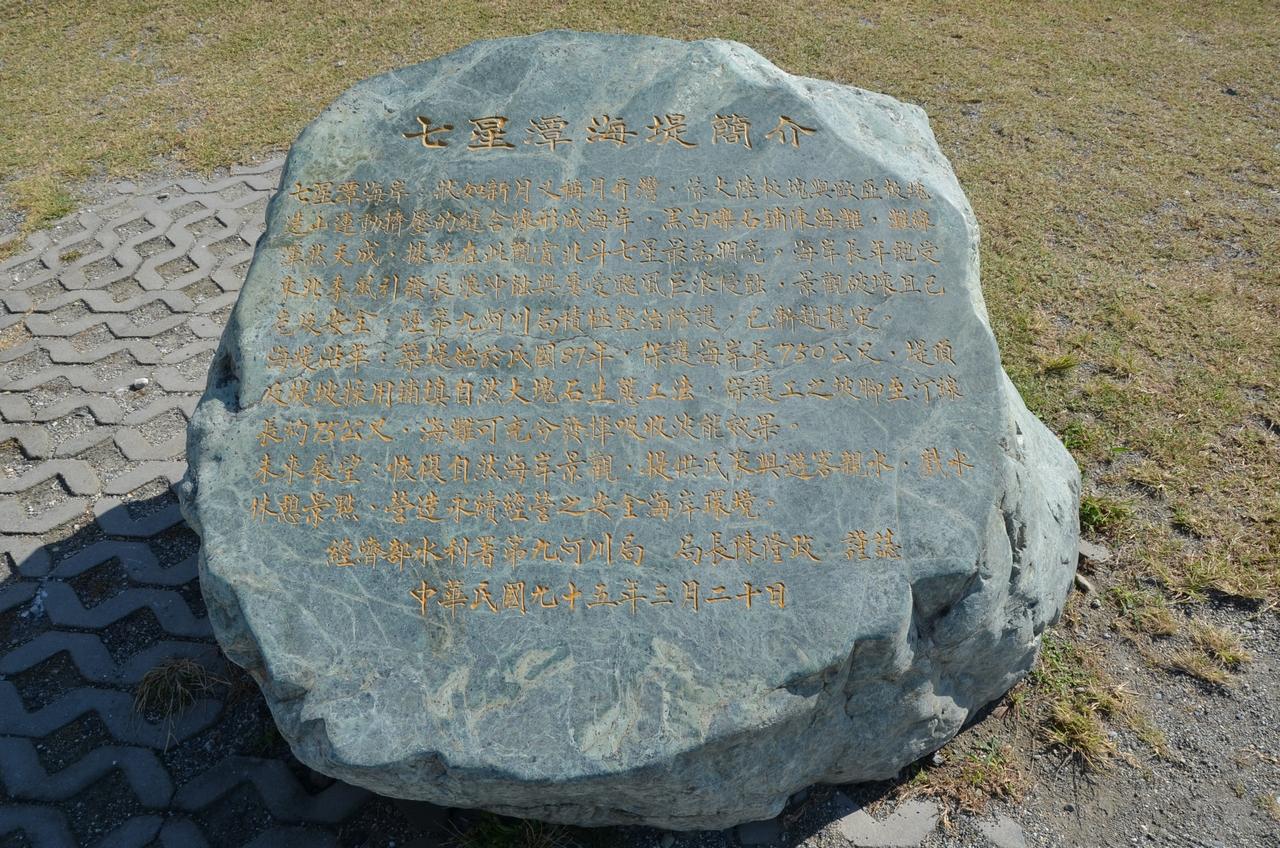 七星潭海堤簡介
七星潭海岸：狀如新月又稱月牙灣，係大陸板塊與歐亞板塊
造山運動擠壓的縫合線形成海岸，黑白礫石鋪陳海灘，灘線
渾然天成，據說在此觀賞北斗七星最為明亮。海岸長年飽受
東北季風引發長浪沖蝕與屢受颱風巨浪侵蝕，景觀破壞且已
危及安全，經第九河川局積極整治防護，已漸趨穩定。
海堤沿革：築堤始於民國87年，保護海岸長750公尺，堤頂
及堤坡採用鋪填自然大塊石生態工法，保護工之坡腳至汀線
長約75公尺，海灘可充分發揮吸收波能效果。
未來展望：恢復自然海岸景觀，提供民眾與遊客親水、戲水
休憩景點，營造永續經營之安全海岸環境。
經濟部水利署第九河川局 局長陳隆政 謹誌
中華民國九十五年三月二十日